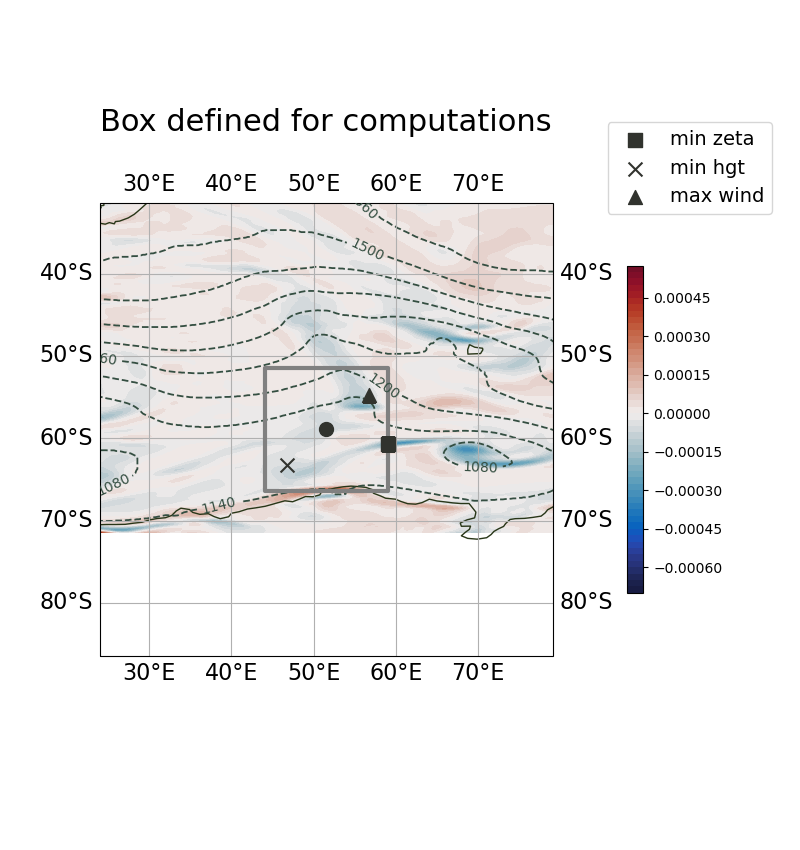 Box defined for computations
min zeta
min hgt
max wind
30°E 40°E 50°E 60°E 70°E
60
1500
40°S 40°S
0.00045
0.00030
50°S 50°S
60
0.00015
1200
0.00000
60°S 60°S
−0.00015
1080
1080
−0.00030
1140
70°S 70°S
−0.00045
−0.00060
80°S 80°S
30°E 40°E 50°E 60°E 70°E